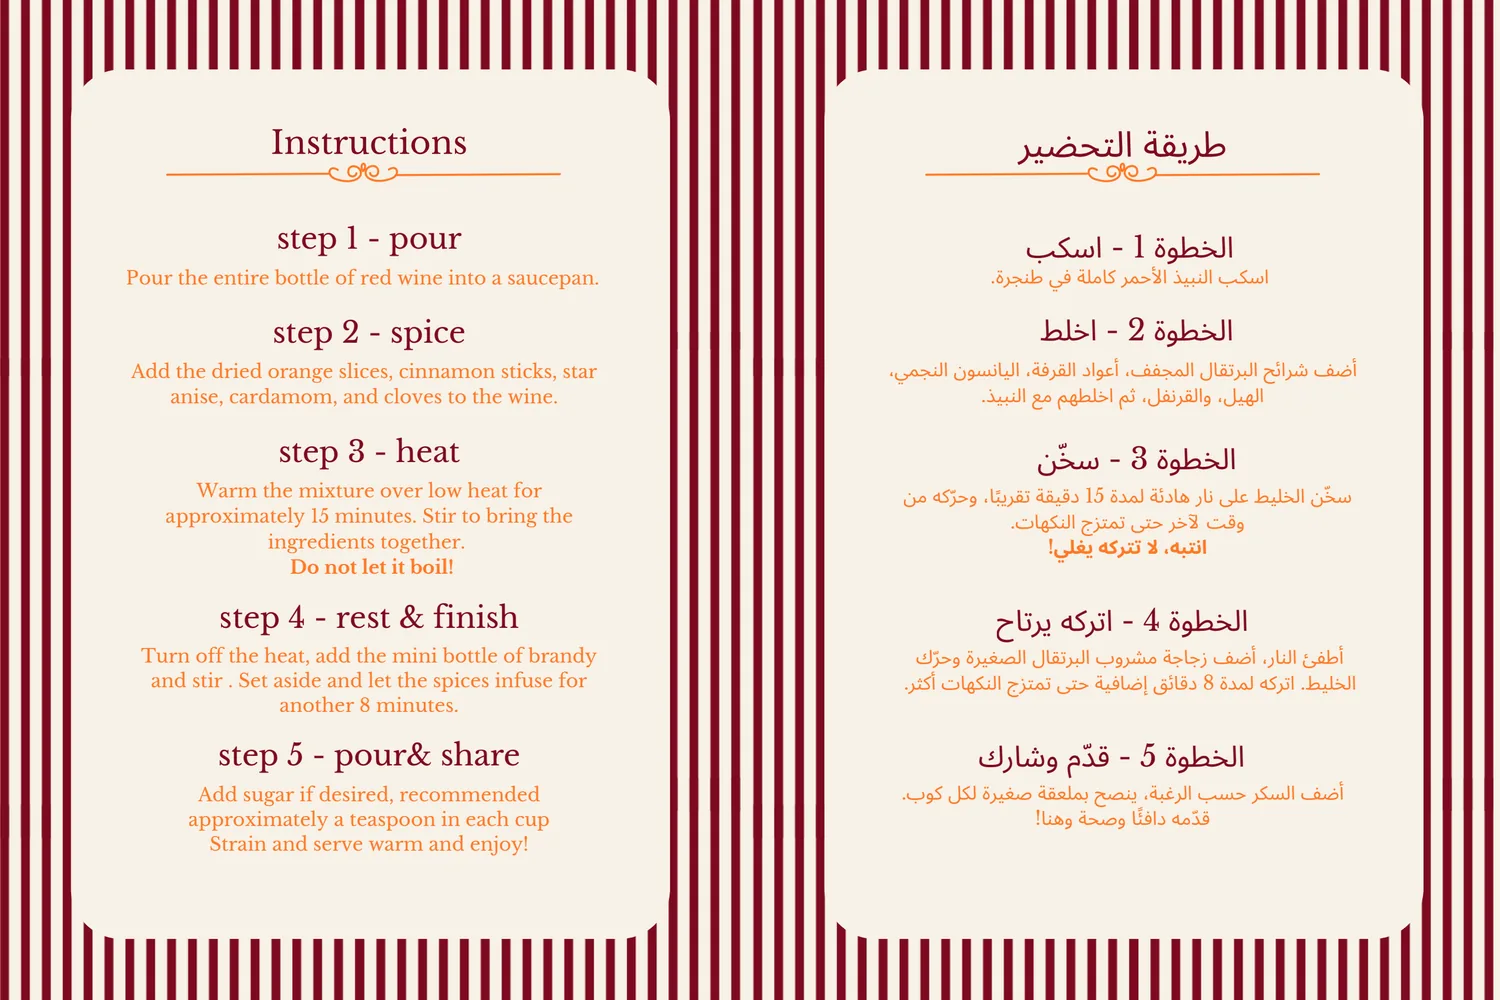 Instructions
step 1 - pour
Pour the entire bottle of red wine into a saucepan.
step 2 - spice
Add the dried orange slices, cinnamon sticks, star
anise, cardamom, and cloves to the wine.
step 3 - heat
Warm the mixture over low heat for
approximately 15 minutes. Stir to bring the
ingredients together.
Do not let it boil!
step 4 - rest & finish
Turn off the heat, add the mini bottle of brandy
and stir . Set aside and let the spices infuse for
another 8 minutes.
step 5 - pour& share
Add sugar if desired, recommended
approximately a teaspoon in each cup
Strain and serve warm and enjoy!
طريقة التحضير
الخطوة 1 - اسكب
اسكب النبيذ الأحمر كاملة في طنجرة.
الخطوة 2 - اخلط
أضف شرائح البرتقال المجفف، أعواد القرفة، اليانسون النجمي،
الهيل، والقرنفل، ثم اخلطهم مع النبيذ.
الخطوة 3 - سخّن
سخّن الخليط على نار هادئة لمدة 15 دقيقة تقريبًا، وحرّكه من
وقت لآخر حتى تمتزج النكهات.
انتبه، لا تتركه يغلي!
الخطوة 4 - اتركه يرتاح
أطفئ النار، أضف زجاجة مشروب البرتقال الصغيرة وحرّك
الخليط. اتركه لمدة 8 دقائق إضافية حتى تمتزج النكهات أكثر.
الخطوة 5 - قدّم وشارك
أضف السكر حسب الرغبة، ينصح بملعقة صغيرة لكل كوب.
قدّمه دافئًا وصحة وهنا!